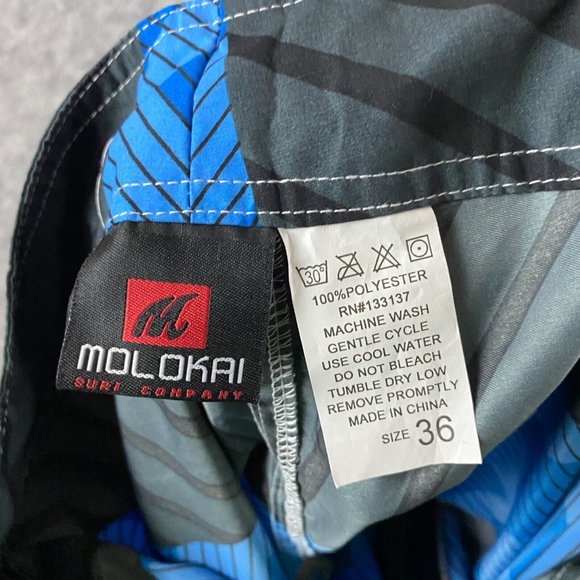 MOLOKAI
SURF COMPANY
30°
100%POLYESTER
RN#133137
MACHINE WASH
GENTLE CYCLE
USE COOL WATER
DO NOT BLEACH
TUMBLE DRY LOW
REMOVE PROMPTLY
MADE IN CHINA
SIZE 36